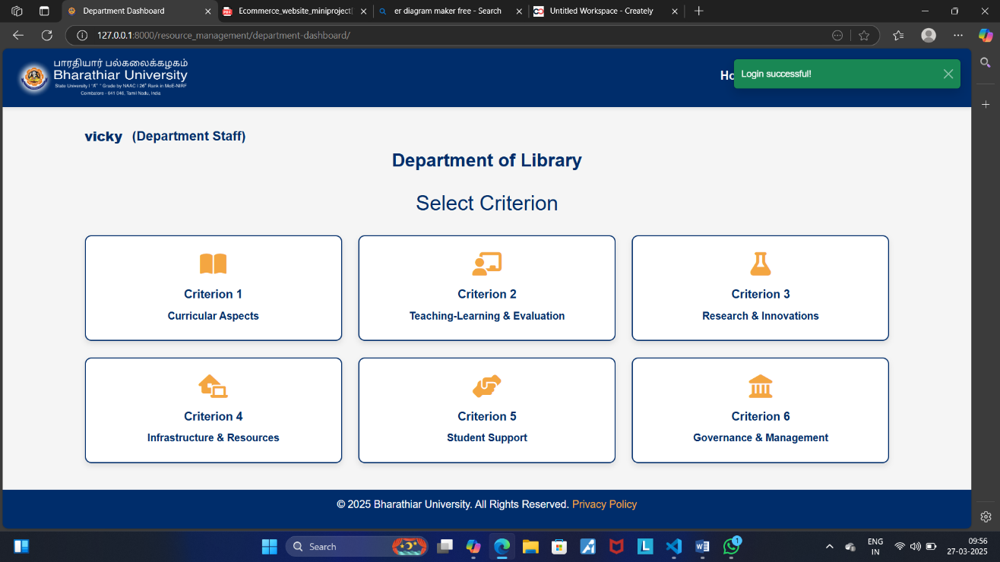 Department Dashboard
Ecommerce_website_miniproject[
er diagram maker free - Search
Untitled Workspace - Creately
127.0.0.1:8000/resource_management/department-dashboard/
பாரதியார் பல்கலைக்கழகம்
Bharathiar University
State University | "A++" Grade by NAAC | 26th Rank in MoE-NIRF
Coimbatore - 641 046, Tamil Nadu, India
Ho
Login successful!
vicky (Department Staff)
Department of Library
Select Criterion
Criterion 1
Curricular Aspects
Criterion 2
Teaching-Learning & Evaluation
Criterion 3
Research & Innovations
Criterion 4
Infrastructure & Resources
Criterion 5
Student Support
Criterion 6
Governance & Management
© 2025 Bharathiar University. All Rights Reserved. Privacy Policy
Search
1
ENG
IN
09:56
27-03-2025